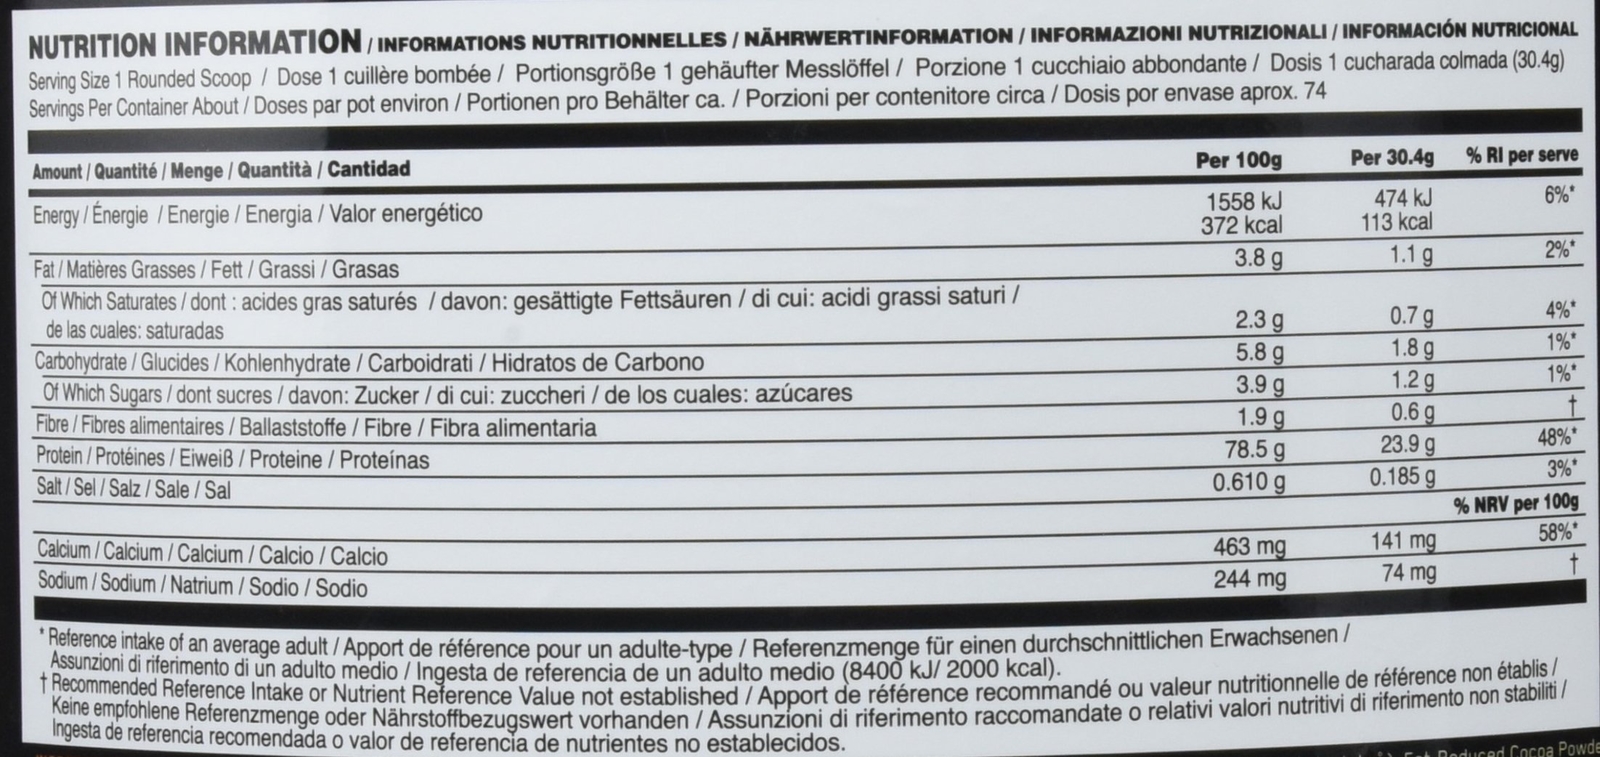 NUTRITION INFORMATION / INFORMATIONS NUTRITIONNELLES / NÄHRWERTINFORMATION / INFORMAZIONI NUTRIZIONALI / INFORMACIÓN NUTRICIONAL
Serving Size 1 Rounded Scoop / Dose 1 cuillère bombée / Portionsgröße 1 gehäufter Messlöffel / Porzione 1 cucchiaio abbondante / Dosis 1 cucharada colmada (30.4g)
Servings Per Container About / Doses par pot environ / Portionen pro Behälter ca. / Porzioni per contenitore circa / Dosis por envase aprox. 74
Amount / Quantité / Menge / Quantità / Cantidad Per 100g Per 30.4g % RI per serve
Energy / Énergie / Energie / Energia / Valor energético 1558 kJ 474 kJ 6%*
372 kcal 113 kcal
Fat / Matières Grasses / Fett / Grassi / Grasas 3.8 g 1.1 g 2%*
Of Which Saturates / dont : acides gras saturés / davon: gesättigte Fettsäuren / di cui: acidi grassi saturi /
de las cuales: saturadas 2.3 g 0.7 g 4%*
Carbohydrate / Glucides / Kohlenhydrate / Carboidrati / Hidratos de Carbono 5.8 g 1.8 g 1%*
Of Which Sugars / dont sucres / davon: Zucker / di cui: zuccheri / de los cuales: azúcares 3.9 g 1.2 g 1%*
Fibre / Fibres alimentaires / Ballaststoffe / Fibre / Fibra alimentaria 1.9 g 0.6 g †
Protein / Protéines / Eiweiß / Proteine / Proteínas 78.5 g 23.9 g 48%*
Salt / Sel / Salz / Sale / Sal 0.610 g 0.185 g 3%*
% NRV per 100g
Calcium / Calcium / Calcium / Calcio / Calcio 463 mg 141 mg 58%*
Sodium / Sodium / Natrium / Sodio / Sodio 244 mg 74 mg †
* Reference intake of an average adult / Apport de référence pour un adulte-type / Referenzmenge für einen durchschnittlichen Erwachsenen /
Assunzioni di riferimento di un adulto medio / Ingesta de referencia de un adulto medio (8400 kJ/ 2000 kcal).
† Recommended Reference Intake or Nutrient Reference Value not established / Apport de référence recommandé ou valeur nutritionnelle de référence non établis /
Keine empfohlene Referenzmenge oder Nährstoffbezugswert vorhanden / Assunzioni di riferimento raccomandate o relativi valori nutritivi di riferimento non stabiliti /
Ingesta de referencia recomendada o valor de referencia de nutrientes no establecidos.
Reduced Cocoa